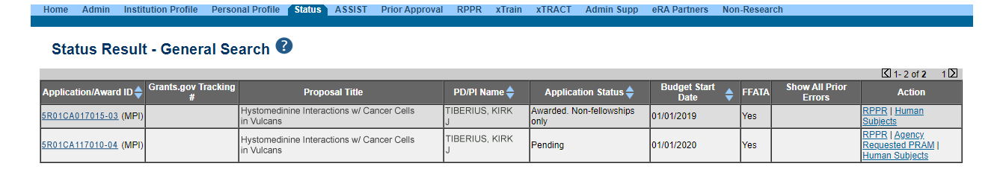 Home Admin Institution Profile Personal Profile Status ASSIST Prior Approval RPPR xTrain xTRACT Admin Supp eRA Partners Non-Research
Status Result - General Search ?
1- 2 of 2 1
Application/Award ID Grants.gov Tracking # Proposal Title PD/PI Name Application Status Budget Start Date FFATA Show All Prior Errors Action
5R01CA017015-03 (MPI) Hystomedinine Interactions w/ Cancer Cells in Vulcans TIBERIUS, KIRK J Awarded. Non-fellowships only 01/01/2019 Yes RPPR | Human Subjects
5R01CA117010-04 (MPI) Hystomedinine Interactions w/ Cancer Cells in Vulcans TIBERIUS, KIRK J Pending 01/01/2020 Yes RPPR | Agency Requested PRAM | Human Subjects